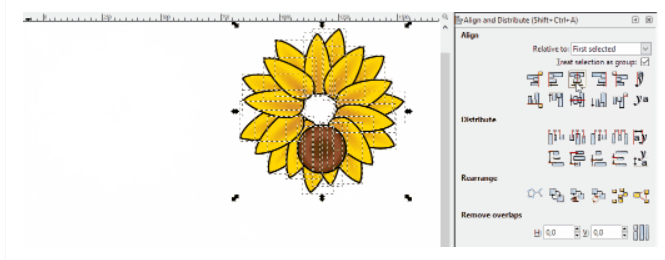 Align and Distribute (Shift+Ctrl+A)
Align
Relative to: First selected
Treat selection as group:
Distribute
Rearrange
Remove overlaps
H: 0,0 V: 0,0